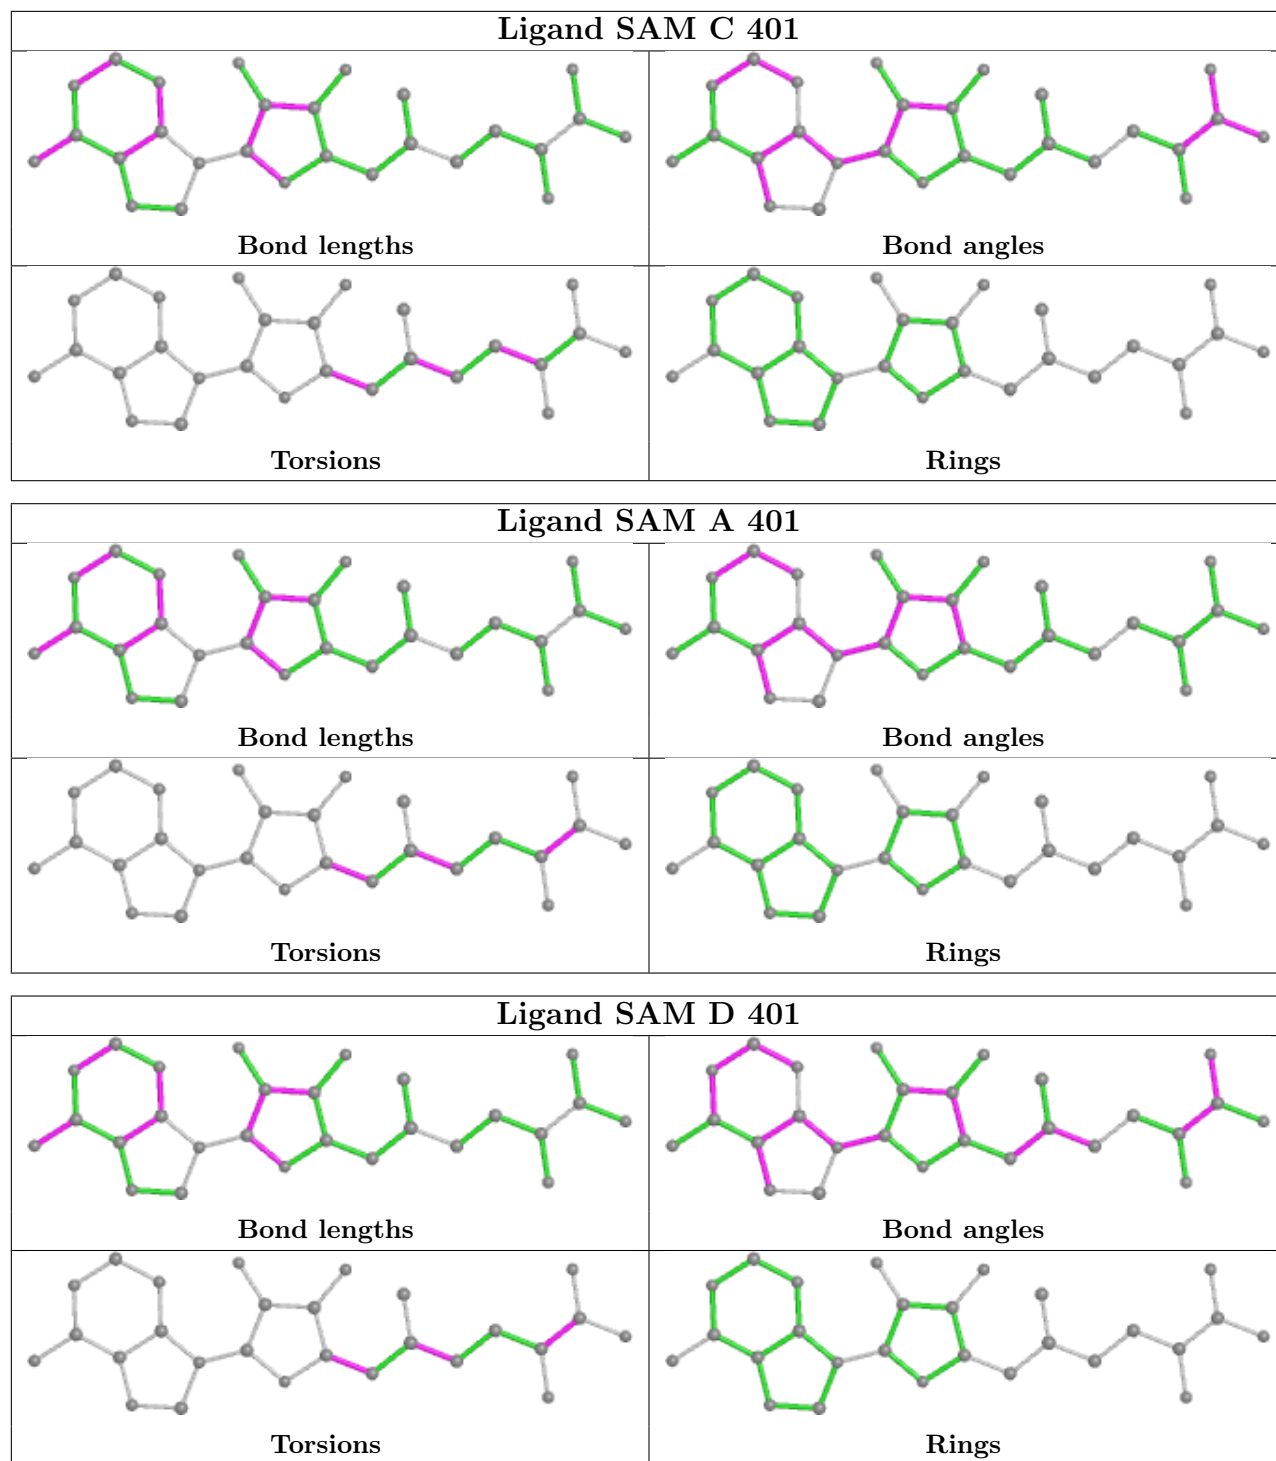 Ligand SAM C 401
Bond lengths
Bond angles
Torsions
Rings
Ligand SAM A 401
Bond lengths
Bond angles
Torsions
Rings
Ligand SAM D 401
Bond lengths
Bond angles
Torsions
Rings